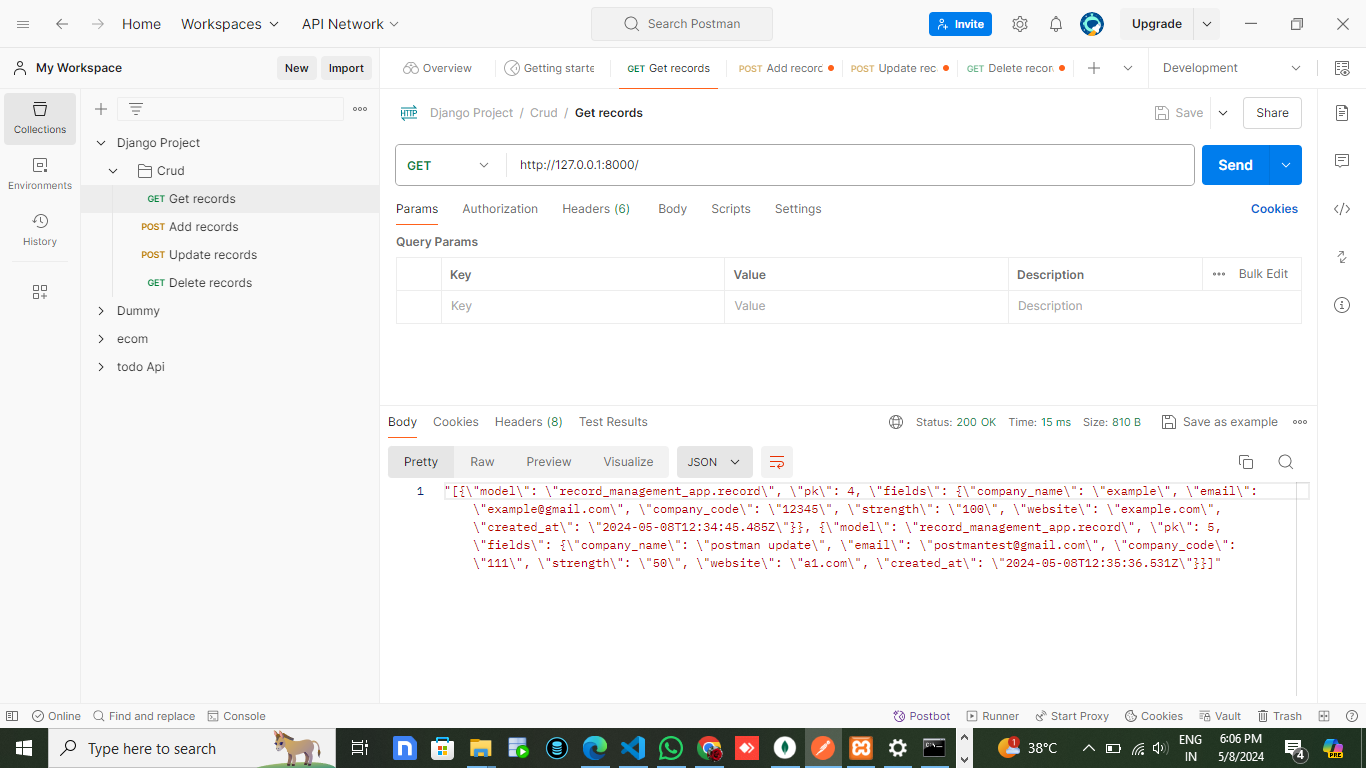 Home Workspaces API Network Search Postman Invite Upgrade
My Workspace New Import Overview Getting starte GET Get records POST Add record POST Update rec GET Delete record Development
Collections
Environments
History
Django Project
Crud
GET Get records
POST Add records
POST Update records
GET Delete records
Dummy
ecom
todo Api
HTTP Django Project / Crud / Get records Save Share
GET http://127.0.0.1:8000/ Send
Params Authorization Headers (6) Body Scripts Settings Cookies
Query Params
Key Value Description Bulk Edit
Key Value Description
Body Cookies Headers (8) Test Results Status: 200 OK Time: 15 ms Size: 810 B Save as example
Pretty Raw Preview Visualize JSON
1 "[{\"model\": \"record_management_app.record\", \"pk\": 4, \"fields\": {\"company_name\": \"example\", \"email\":
\"example@gmail.com\", \"company_code\": \"12345\", \"strength\": \"100\", \"website\": \"example.com\",
\"created_at\": \"2024-05-08T12:34:45.485Z\"}}, {\"model\": \"record_management_app.record\", \"pk\": 5,
\"fields\": {\"company_name\": \"postman update\", \"email\": \"postmantest@gmail.com\", \"company_code\":
\"111\", \"strength\": \"50\", \"website\": \"a1.com\", \"created_at\": \"2024-05-08T12:35:36.531Z\"}}]"
Online Find and replace Console Postbot Runner Start Proxy Cookies Vault Trash
Type here to search 1 38°C ENG 6:06 PM 4 PRE
IN 5/8/2024